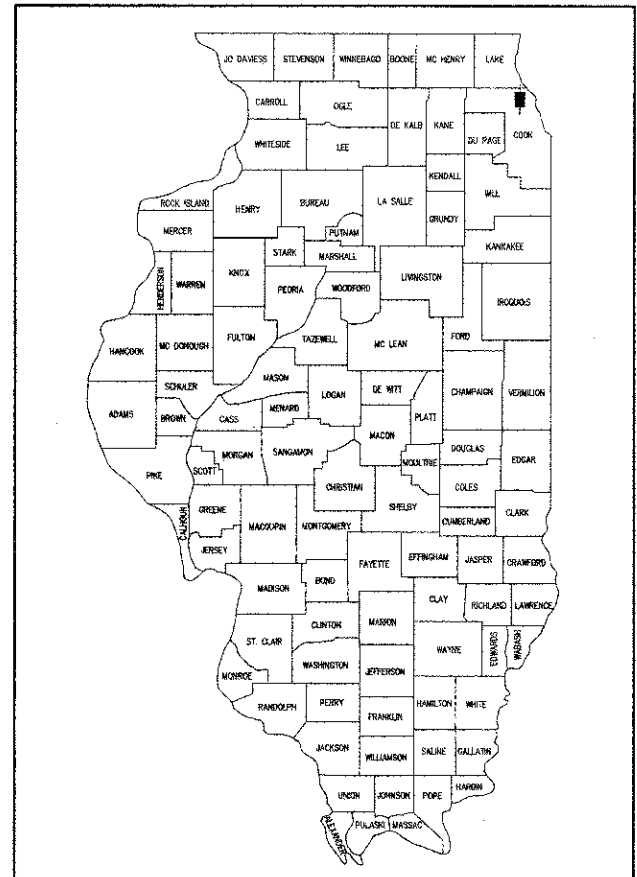 JO DAVIESS STEVENSON WINNEBAGO BOONE MC HENRY LAKE
CARROLL OGLE
DE KALB KANE DU PAGE COOK
WHITESIDE LEE
KENDALL WILL
ROCK ISLAND HENRY BUREAU LA SALLE GRUNDY
MERCER PUTNAM
STARK MARSHALL KANKAKEE
HENDERSON WARREN KNOX PEORIA WOODFORD LIVINGSTON IROQUOIS
HANCOCK MC DONOUGH FULTON TAZEWELL MC LEAN FORD
SCHULER MASON
ADAMS BROWN CASS MENARD LOGAN DE WITT PLATT CHAMPAIGN VERMILION
PIKE SCOTT MORGAN SANGAMON MACON MOULTRIE DOUGLAS EDGAR
CHRISTIAN COLES
CALHOUN GREENE MACOUPIN MONTGOMERY SHELBY CUMBERLAND CLARK
JERSEY
MADISON BOND FAYETTE EFFINGHAM JASPER CRAWFORD
CLAY RICHLAND LAWRENCE
ST. CLAIR CLINTON MARION WAYNE EDWARDS WABASH
MONROE WASHINGTON JEFFERSON
RANDOLPH PERRY FRANKLIN HAMILTON WHITE
JACKSON WILLIAMSON SALINE GALLATIN
UNION JOHNSON POPE HARDIN
ALEXANDER PULASKI MASSAC